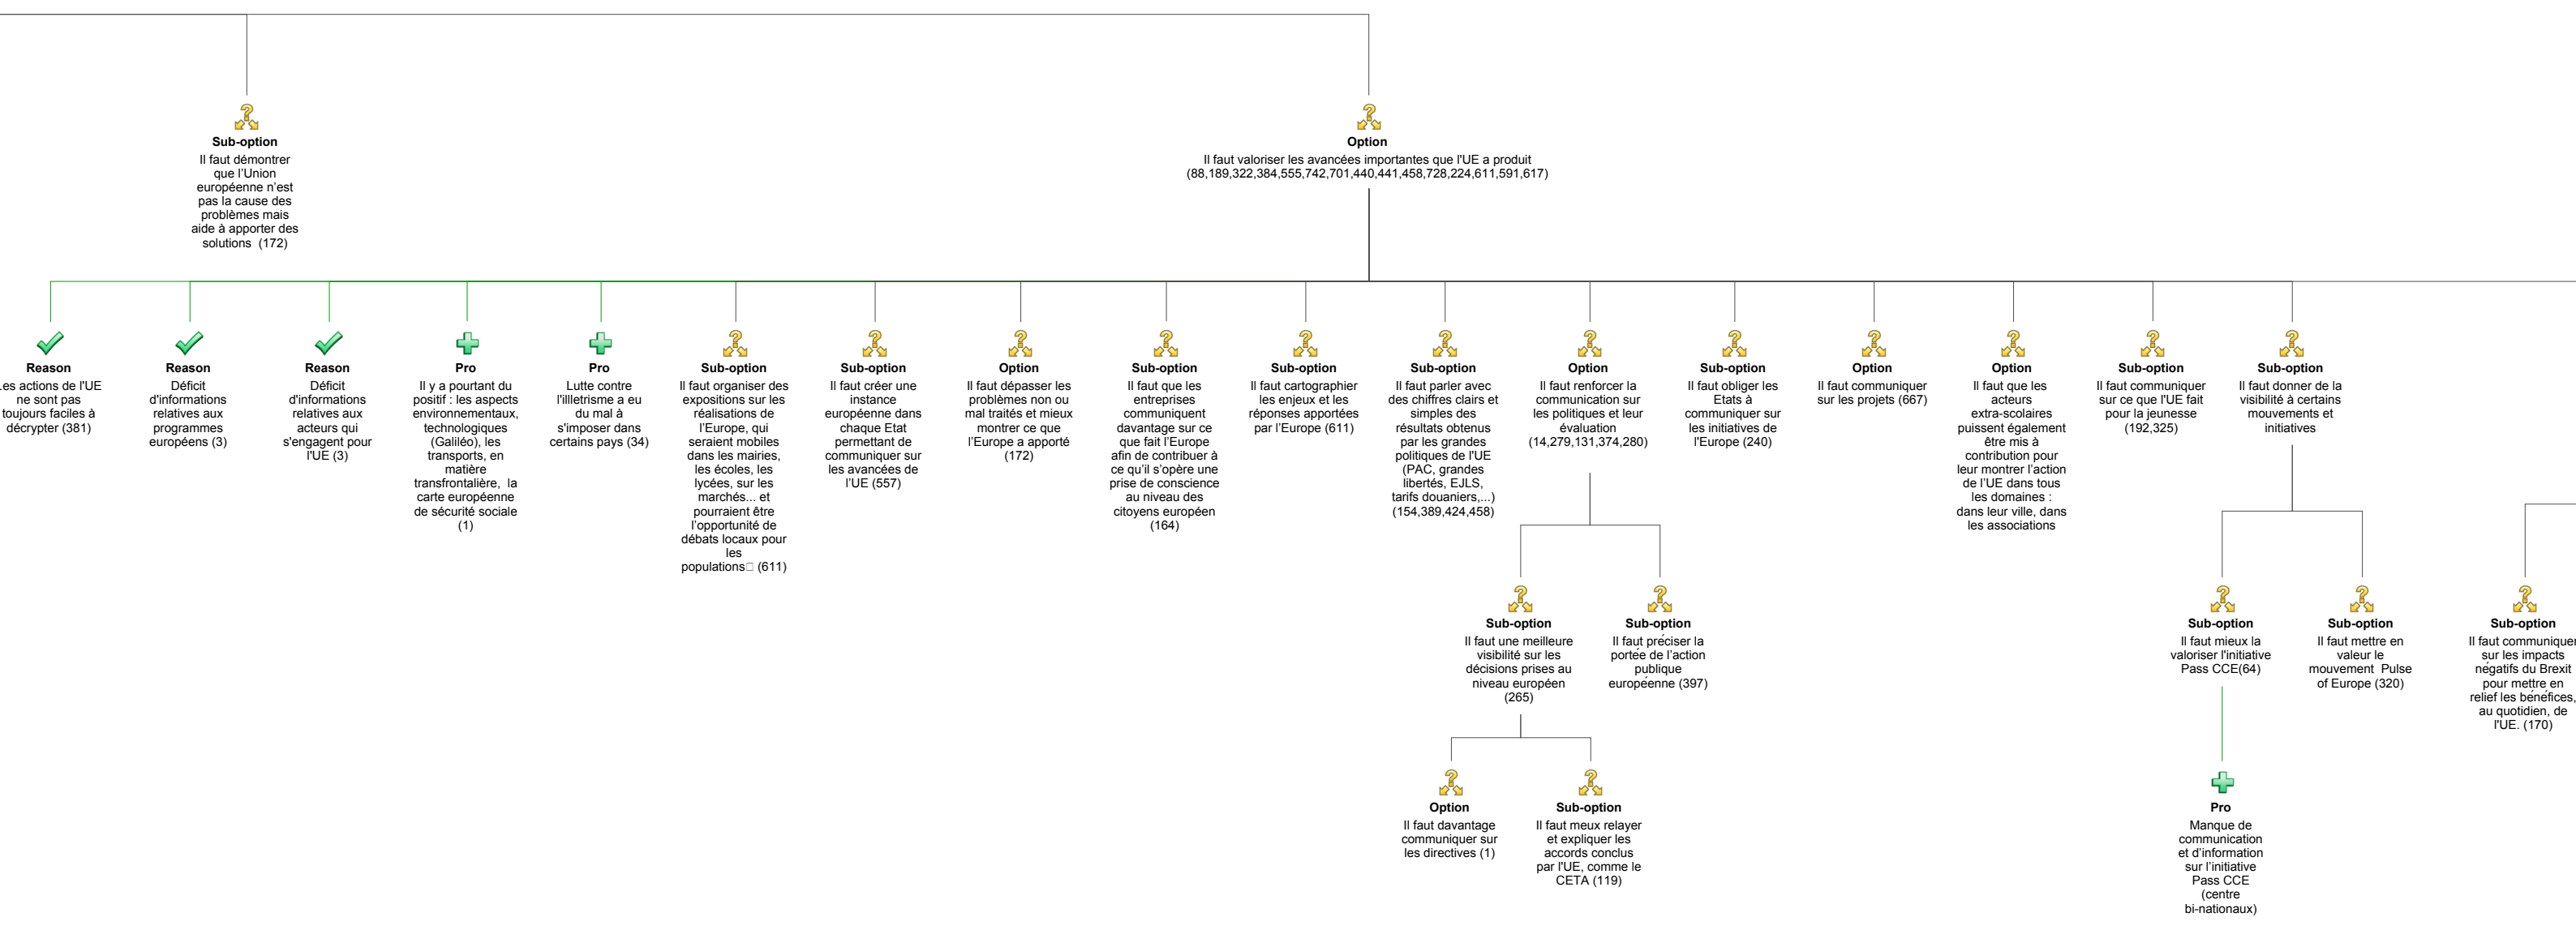 Sub-option
Il faut démontrer
que l'Union
européenne n'est
pas la cause des
problèmes mais
aide à apporter des
solutions (172)
Option
Il faut valoriser les avancées importantes que l'UE a produit
(88,189,322,384,555,742,701,440,441,458,728,224,611,591,617)
Reason
Les actions de l'UE
ne sont pas
toujours faciles à
décrypter (381)
Reason
Déficit
d'informations
relatives aux
programmes
européens (3)
Reason
Déficit
d'informations
relatives aux
acteurs qui
s'engagent pour
l'UE (3)
Pro
Il y a pourtant du
positif : les aspects
environnementaux,
technologiques
(Galiléo), les
transports, en
matière
transfrontalière, la
carte européenne
de sécurité sociale
(1)
Pro
Lutte contre
l'illletrisme a eu
du mal à
s'imposer dans
certains pays (34)
Sub-option
Il faut organiser des
expositions sur les
réalisations de
l'Europe, qui
seraient mobiles
dans les mairies,
les écoles, les
lycées, sur les
marchés... et
pourraient être
l'opportunité de
débats locaux pour
les
populations□ (611)
Sub-option
Il faut créer une
instance
européenne dans
chaque Etat
permettant de
communiquer sur
les avancées de
l'UE (557)
Option
Il faut dépasser les
problèmes non ou
mal traités et mieux
montrer ce que
l'Europe a apporté
(172)
Sub-option
Il faut que les
entreprises
communiquent
davantage sur ce
que fait l'Europe
afin de contribuer à
ce qu'il s'opère une
prise de conscience
au niveau des
citoyens européen
(164)
Sub-option
Il faut cartographier
les enjeux et les
réponses apportées
par l'Europe (611)
Sub-option
Il faut parler avec
des chiffres clairs et
simples des
résultats obtenus
par les grandes
politiques de l'UE
(PAC, grandes
libertés, EJLS,
tarifs douaniers,...)
(154,389,424,458)
Option
Il faut renforcer la
communication sur
les politiques et leur
évaluation
(14,279,131,374,280)
Sub-option
Il faut obliger les
Etats à
communiquer sur
les initiatives de
l'Europe (240)
Option
Il faut communiquer
sur les projets (667)
Option
Il faut que les
acteurs
extra-scolaires
puissent également
être mis à
contribution pour
leur montrer l'action
de l'UE dans tous
les domaines :
dans leur ville, dans
les associations
Sub-option
Il faut communiquer
sur ce que l'UE fait
pour la jeunesse
(192,325)
Sub-option
Il faut donner de la
visibilité à certains
mouvements et
initiatives
Sub-option
Il faut une meilleure
visibilité sur les
décisions prises au
niveau européen
(265)
Sub-option
Il faut préciser la
portée de l'action
publique
européenne (397)
Sub-option
Il faut mieux la
valoriser l'initiative
Pass CCE(64)
Sub-option
Il faut mettre en
valeur le
mouvement Pulse
of Europe (320)
Sub-option
Il faut communiquer
sur les impacts
négatifs du Brexit
pour mettre en
relief les bénéfices,
au quotidien, de
l'UE. (170)
Option
Il faut davantage
communiquer sur
les directives (1)
Sub-option
Il faut meux relayer
et expliquer les
accords conclus
par l'UE, comme le
CETA (119)
Pro
Manque de
communication
et d'information
sur l'initiative
Pass CCE
(centre
bi-nationaux)